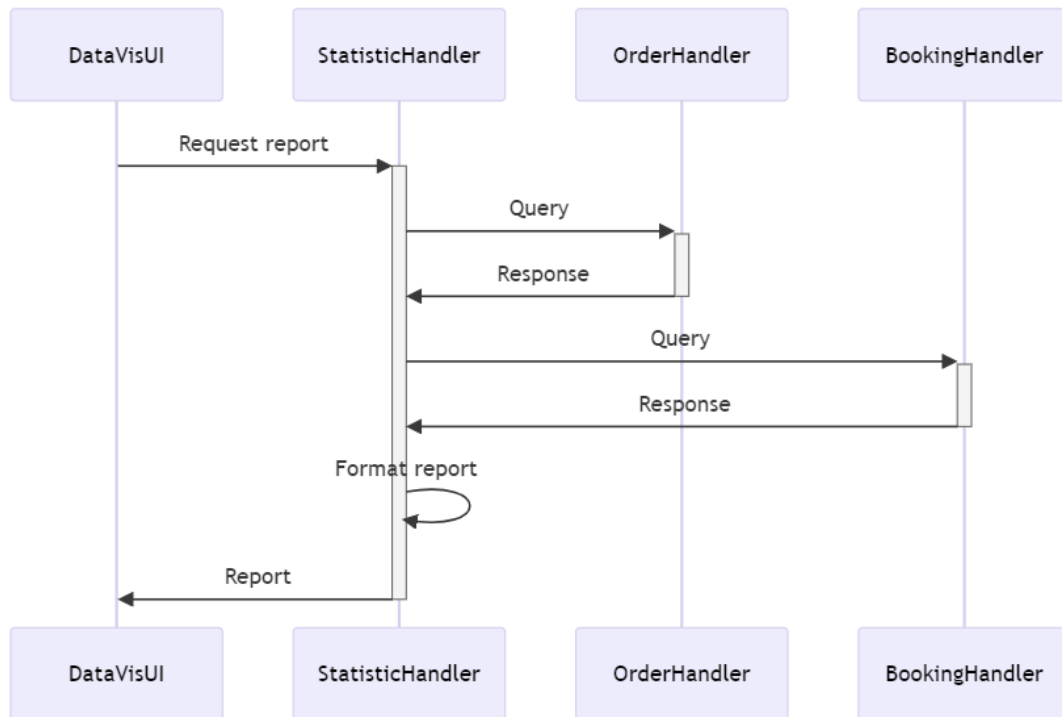 DataVisUI StatisticHandler OrderHandler BookingHandler
Request report
Query
Response
Query
Response
Format report
Report
DataVisUI StatisticHandler OrderHandler BookingHandler